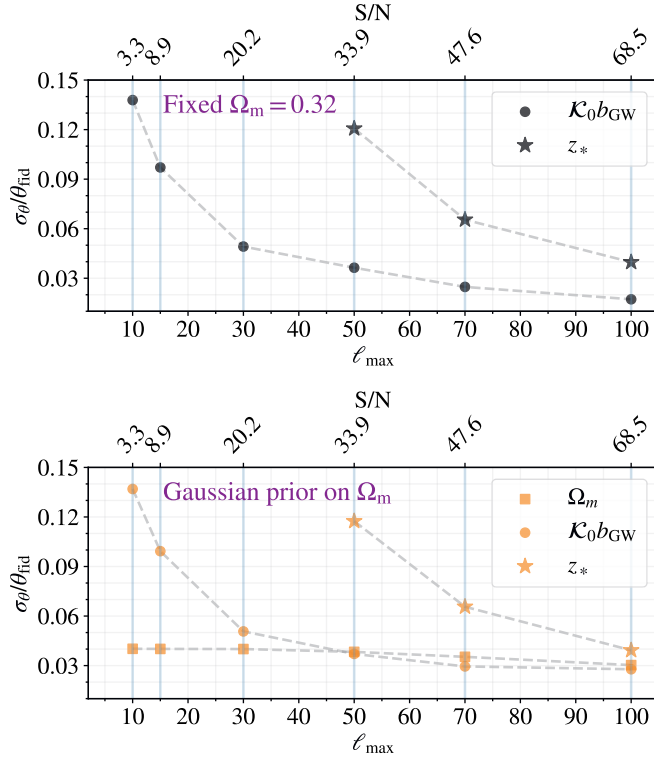 S/N
3.3 8.9 20.2 33.9 47.6 68.5
0.15
Fixed Ωm = 0.32
𝒦0bGW
z*
0.12
0.09
σθ/θfid
0.06
0.03
10 20 30 40 50 60 70 80 90 100
ℓmax
S/N
3.3 8.9 20.2 33.9 47.6 68.5
0.15
Gaussian prior on Ωm
Ωm
𝒦0bGW
z*
0.12
0.09
σθ/θfid
0.06
0.03
10 20 30 40 50 60 70 80 90 100
ℓmax